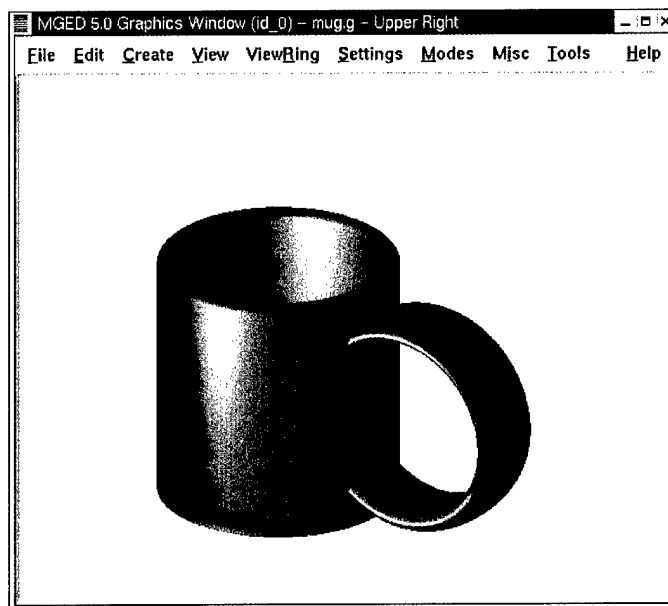 MGED 5.0 Graphics Window (id_0) – mug.g – Upper Right
File Edit Create View ViewRing Settings Modes Misc Tools Help